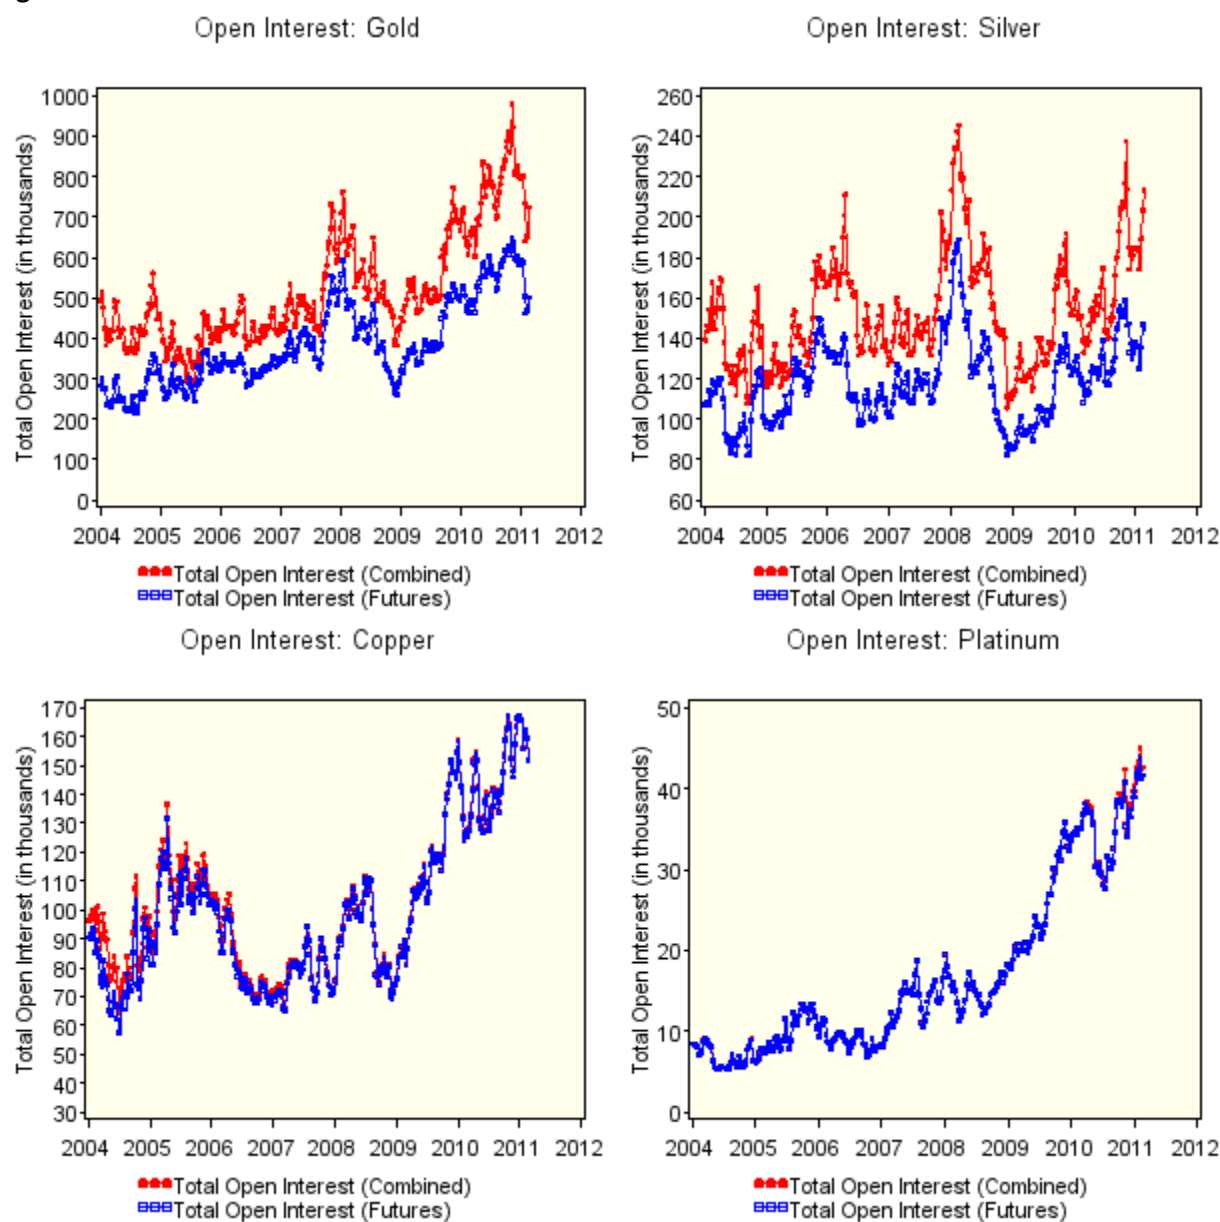 Open Interest: Gold
Total Open Interest (in thousands)
1000
900
800
700
600
500
400
300
200
100
0
2004 2005 2006 2007 2008 2009 2010 2011 2012
Total Open Interest (Combined)
Total Open Interest (Futures)
Open Interest: Silver
Total Open Interest (in thousands)
260
240
220
200
180
160
140
120
100
80
60
2004 2005 2006 2007 2008 2009 2010 2011 2012
Total Open Interest (Combined)
Total Open Interest (Futures)
Open Interest: Copper
Total Open Interest (in thousands)
170
160
150
140
130
120
110
100
90
80
70
60
50
40
30
2004 2005 2006 2007 2008 2009 2010 2011 2012
Total Open Interest (Combined)
Total Open Interest (Futures)
Open Interest: Platinum
Total Open Interest (in thousands)
50
40
30
20
10
0
2004 2005 2006 2007 2008 2009 2010 2011 2012
Total Open Interest (Combined)
Total Open Interest (Futures)